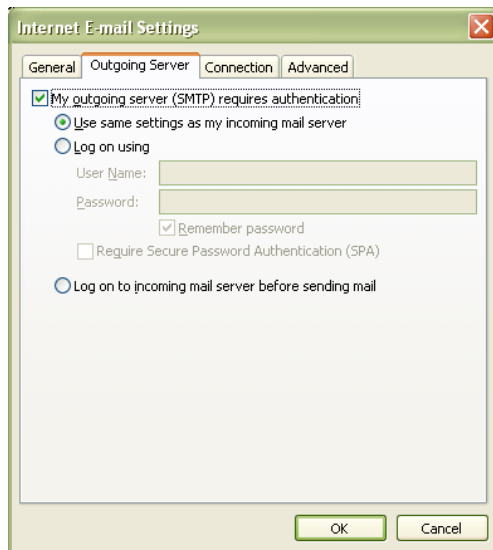 Internet E-mail Settings
General Outgoing Server Connection Advanced
My outgoing server (SMTP) requires authentication
Use same settings as my incoming mail server
Log on using
User Name:
Password:
Remember password
Require Secure Password Authentication (SPA)
Log on to incoming mail server before sending mail
OK Cancel